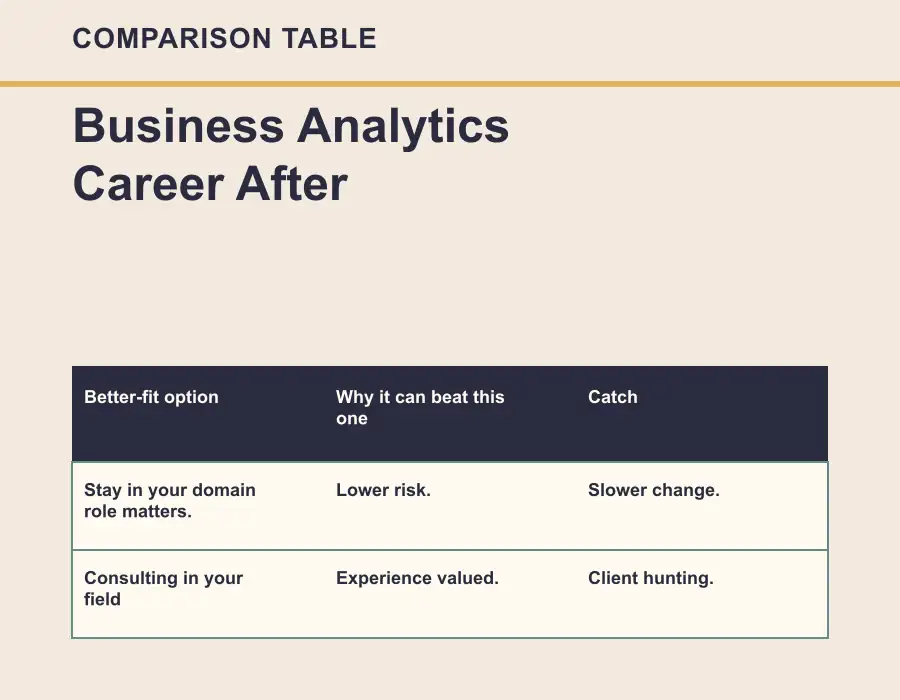 COMPARISON TABLE
Business Analytics
Career After
Better-fit option
Why it can beat this
one
Catch
Stay in your domain
role matters.
Lower risk.
Slower change.
Consulting in your
field
Experience valued.
Client hunting.